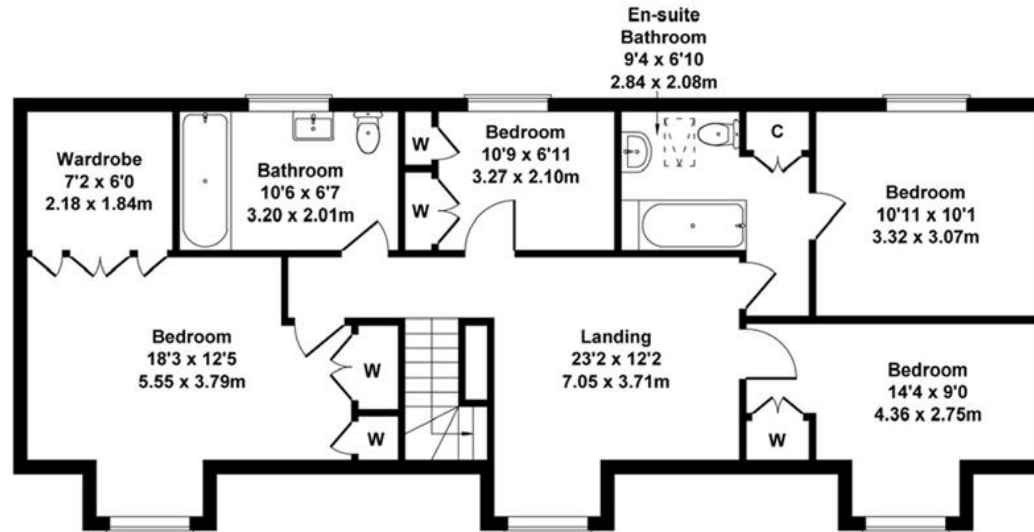 En-suite
Bathroom
9'4 x 6'10
2.84 x 2.08m
Wardrobe
7'2 x 6'0
2.18 x 1.84m
Bathroom
10'6 x 6'7
3.20 x 2.01m
W
W
Bedroom
10'9 x 6'11
3.27 x 2.10m
C
Bedroom
10'11 x 10'1
3.32 x 3.07m
Bedroom
18'3 x 12'5
5.55 x 3.79m
W
W
Landing
23'2 x 12'2
7.05 x 3.71m
Bedroom
14'4 x 9'0
4.36 x 2.75m
W